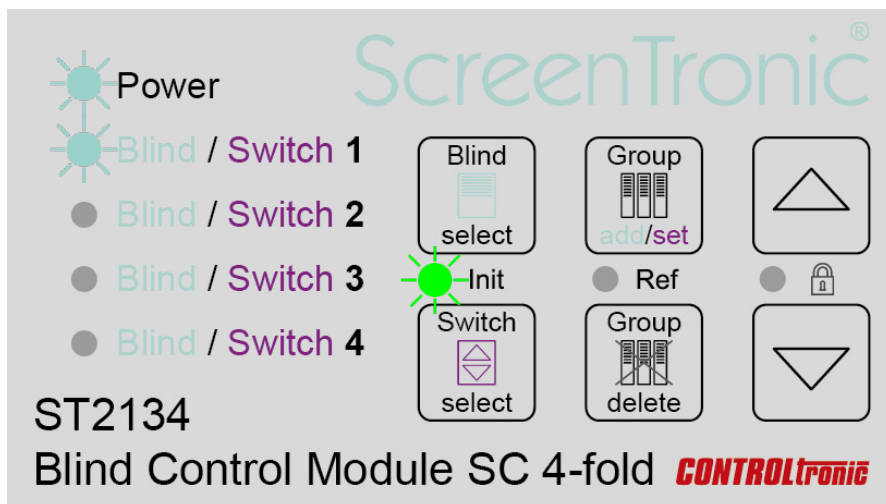 ScreenTronic®
Power
Blind / Switch 1
Blind / Switch 2
Blind / Switch 3
Blind / Switch 4
Blind
select
Group
add/set
Init
Ref
Switch
select
Group
delete
ST2134
Blind Control Module SC 4-fold CONTROLtronic